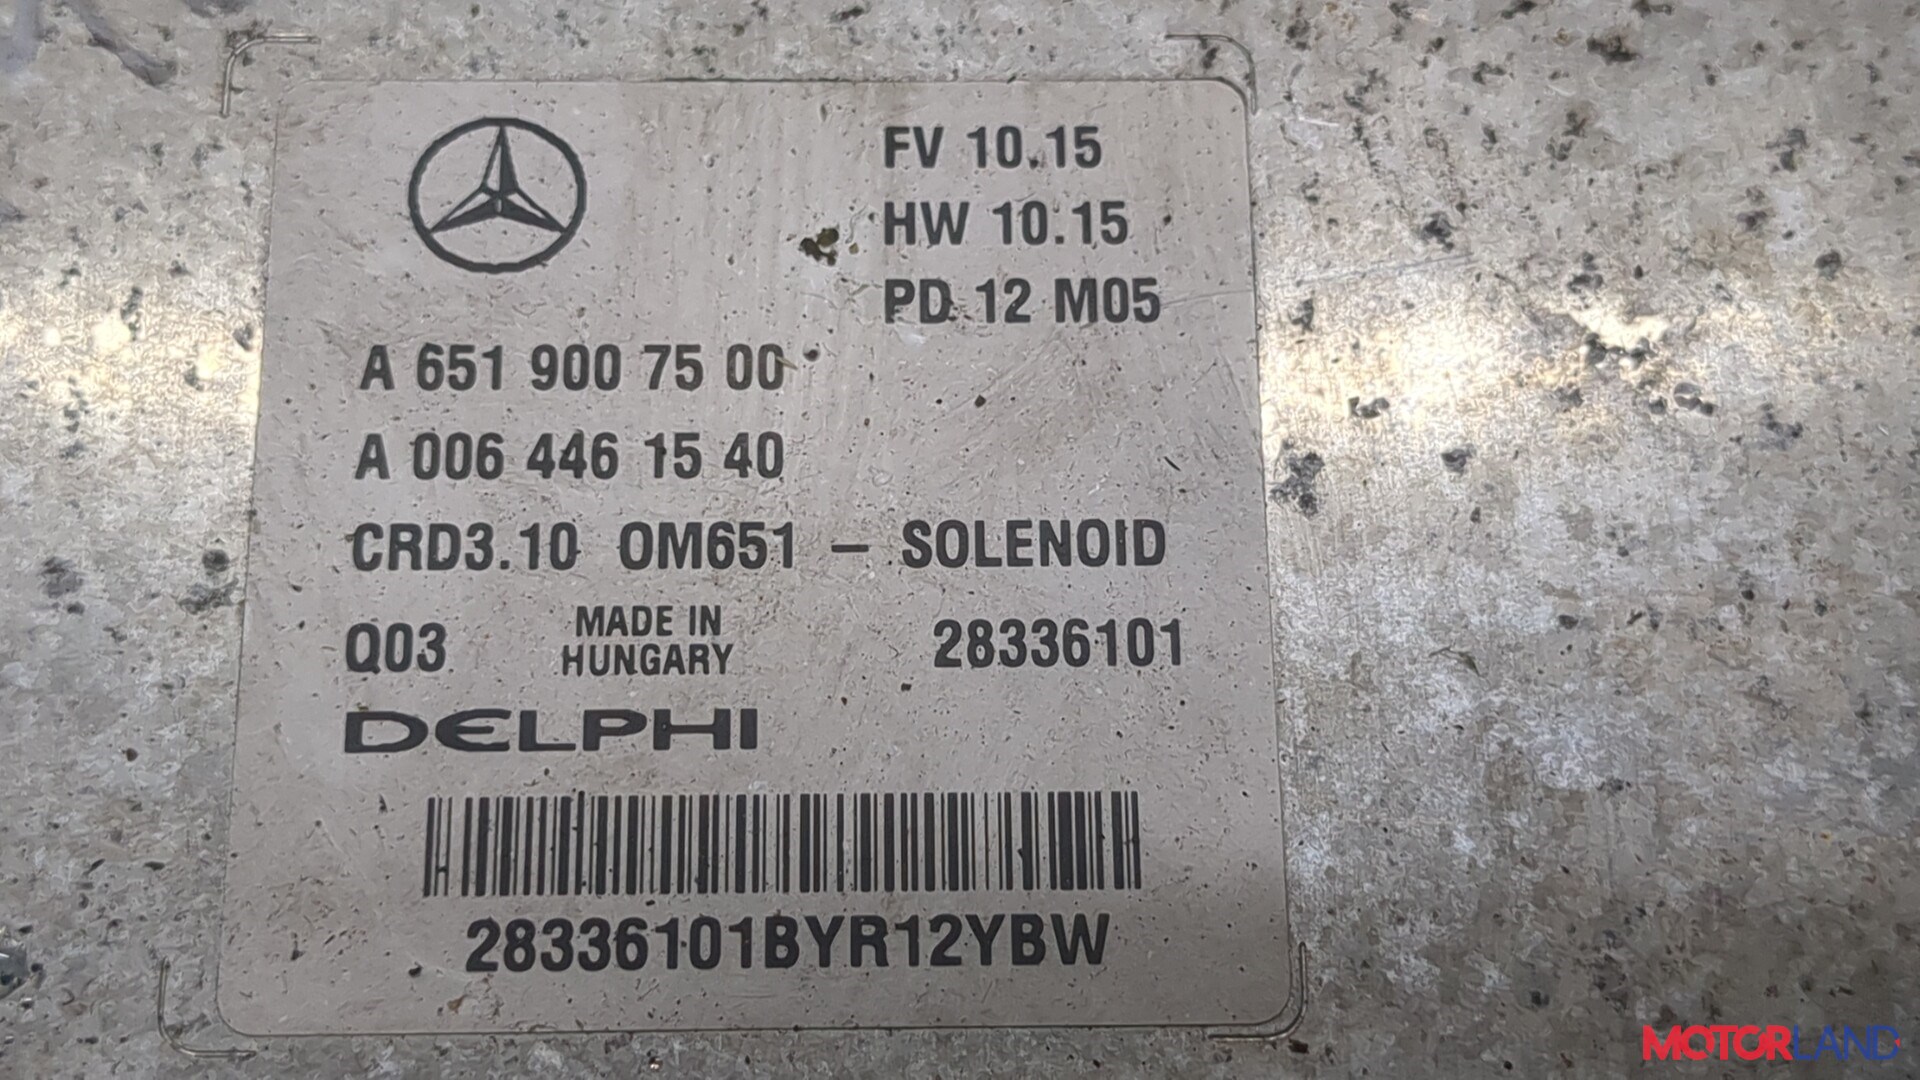 FV 10.15
HW 10.15
PD 12 M05
A 651 900 75 00
A 006 446 15 40
CRD3.10 OM651 – SOLENOID
Q03 MADE IN HUNGARY 28336101
DELPHI
28336101BYR12YBW
MOTORLAND